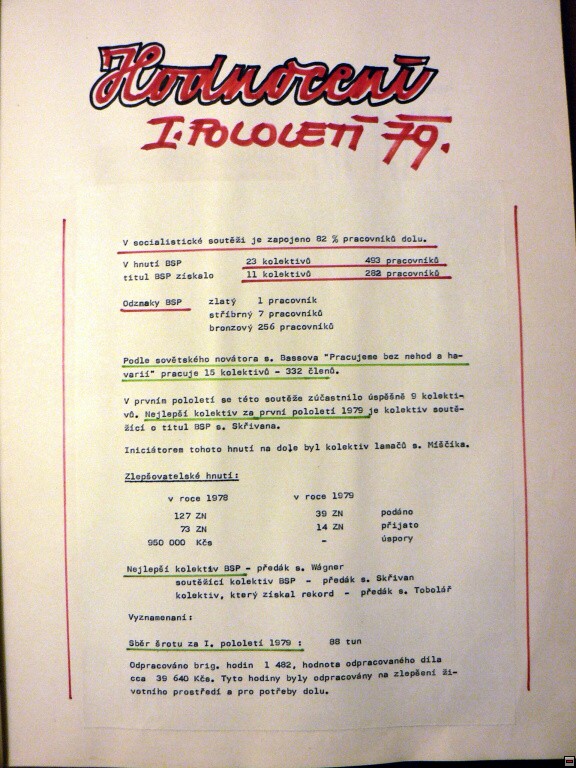 Hodnocení
I. POLOLETÍ 79.
V socialistické soutěži je zapojeno 82 % pracovníků dolu.
V hnutí BSP 23 kolektivů 493 pracovníků
titul BSP získalo 11 kolektivů 282 pracovníků
Odznaky BSP zlatý 1 pracovník
stříbrný 7 pracovníků
bronzový 256 pracovníků
Podle sovětského novátora s. Bassova "Pracujeme bez nehod a ha-
varií" pracuje 15 kolektivů - 332 členů.
V prvním pololetí se této soutěže zúčastnilo úspěšně 9 kolekti-
vů. Nejlepší kolektiv za první pololetí 1979 je kolektiv soutě-
žící o titul BSP s. Skřivana.
Iniciátorem tohoto hnutí na dole byl kolektiv lamačů s. Miščíka.
Zlepšovatelské hnutí:
v roce 1978 v roce 1979
127 ZN 39 ZN podáno
73 ZN 14 ZN přijato
950 000 Kčs - úspory
Nejlepší kolektiv BSP - předák s. Wágner
soutěžící kolektiv BSP - předák s. Skřivan
kolektiv, který získal rekord - předák s. Tobolář
Vyznamenaní:
Sběr šrotu za I. pololetí 1979 : 88 tun
Odpracováno brig. hodin 1 482, hodnota odpracovaného díla
cca 39 640 Kčs. Tyto hodiny byly odpracovány na zlepšení ži-
votního prostředí a pro potřeby dolu.